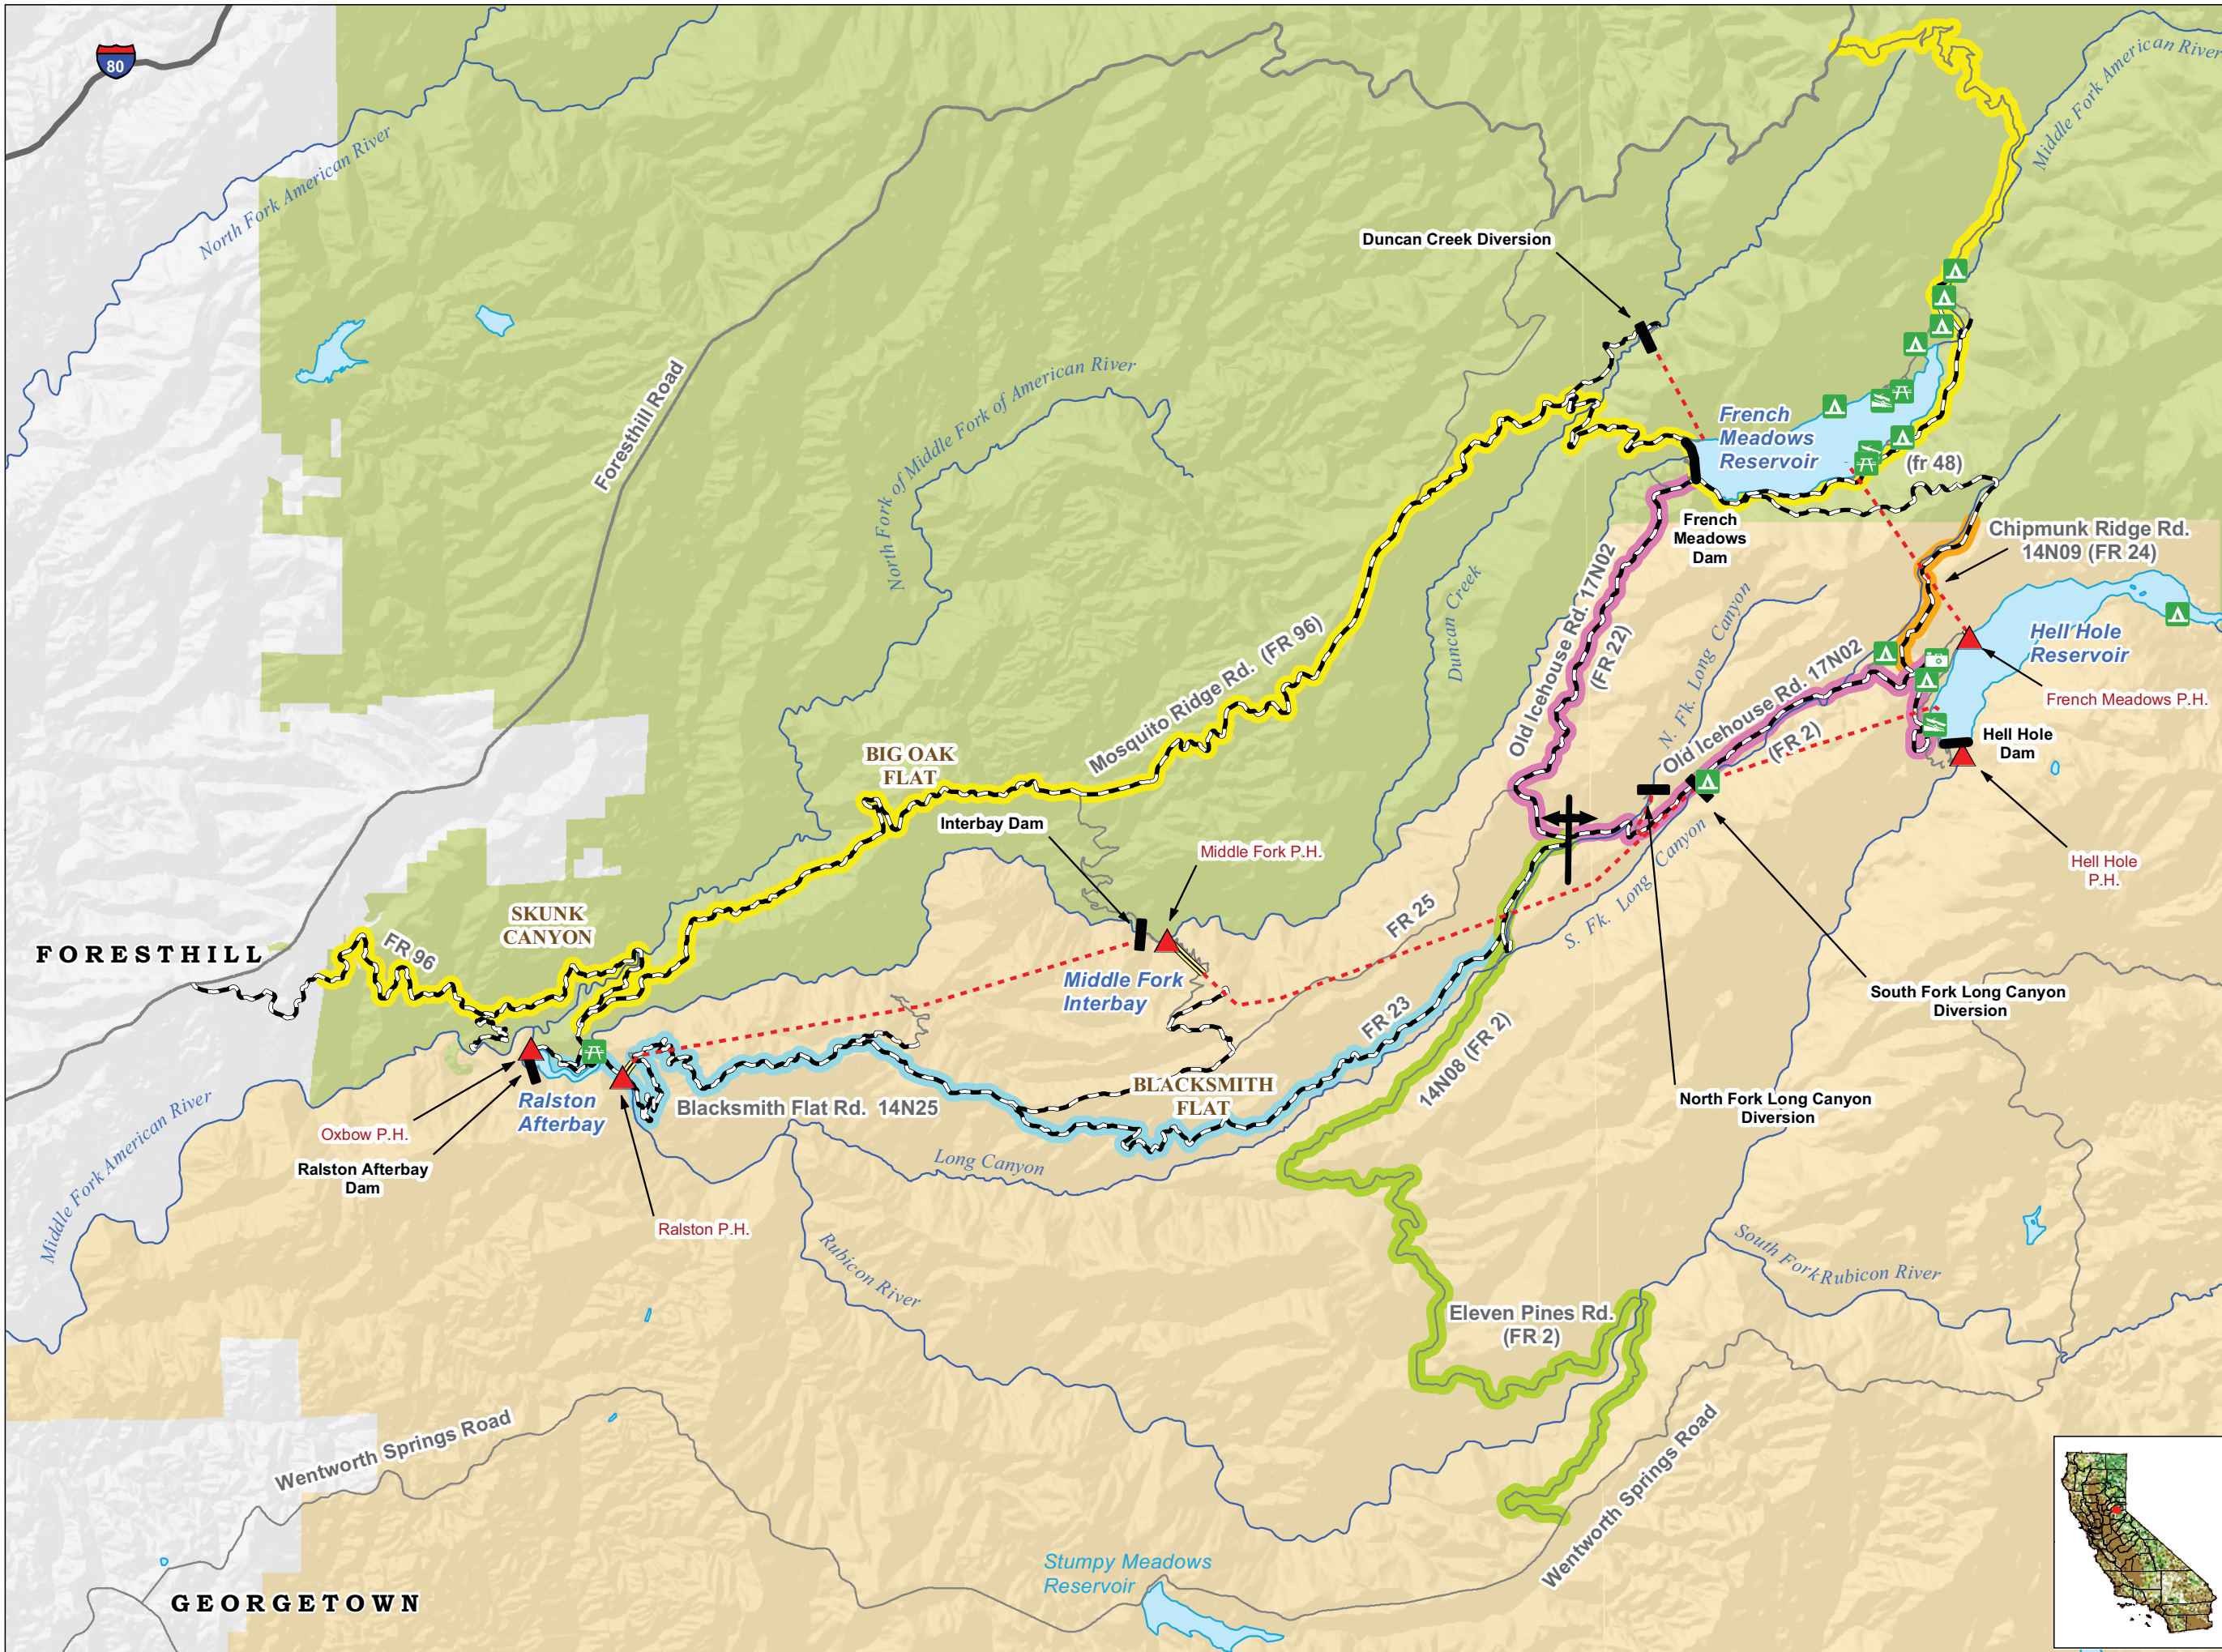 80
North Fork American River
Middle Fork American River
Duncan Creek Diversion
Foresthill Road
North Fork of Middle Fork of American River
French
Meadows
Reservoir
(fr 48)
French
Meadows
Dam
Chipmunk Ridge Rd.
14N09 (FR 24)
Old Icehouse Rd. 17N02
(FR 22)
Duncan Creek
N. Fk. Long Canyon
Hell Hole
Reservoir
Old Icehouse Rd. 17N02
(FR 2)
French Meadows P.H.
Mosquito Ridge Rd. (FR 96)
Hell Hole
Dam
BIG OAK
FLAT
Interbay Dam
Middle Fork P.H.
Hell Hole
P.H.
S. Fk. Long Canyon
FR 25
SKUNK
CANYON
FORESTHILL
FR 96
Middle Fork
Interbay
South Fork Long Canyon
Diversion
FR 23
14N08 (FR 2)
North Fork Long Canyon
Diversion
BLACKSMITH
FLAT
Ralston
Afterbay
Blacksmith Flat Rd. 14N25
Oxbow P.H.
Middle Fork American River
Ralston Afterbay
Dam
Long Canyon
Ralston P.H.
Rubicon River
South Fork Rubicon River
Eleven Pines Rd.
(FR 2)
Wentworth Springs Road
Wentworth Springs Road
Stumpy Meadows
Reservoir
GEORGETOWN